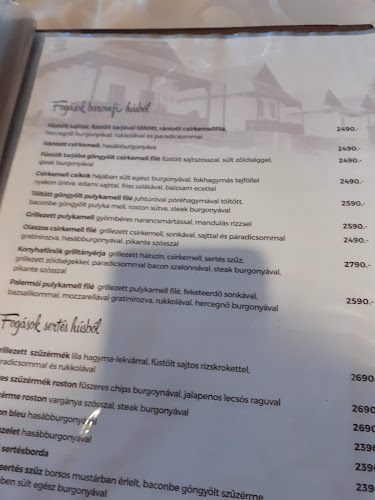 Fogások baromfi húsból
Füstölt sajttal, füstölt tarjával töltött, rántott csirkemellfilé,
hercegnő burgonyával, rukkolával és paradicsommal 2490.-
Rántott csirkemell, hasábburgonyával 2490.-
Füstölt tarjába göngyölt csirkemell filé füstölt sajtszósszal, sült zöldséggel,
steak burgonyával 2490.-
Csirkemell csíkok héjában sült egész burgonyával, fokhagymás tejföllel
nyakon öntve, edami sajttal, friss salátával, balzsam ecettel 2490.-
Töltött göngyölt pulykamell filé juhtúróval póréhagymával töltött,
baconbe göngyölt pulyka mell, roston sütve, steak burgonyával 2590.-
Grillezett pulykamell gyömbéres narancsmártással, mandulás rizzsel 2590.-
Olaszos csirkemell filé grillezett csirkemell, sonkával, sajttal és paradicsommal
gratinírozva, hasábburgonyával, pikante szósszal 2490.-
Konyhafőnök grilltányérja grillezett hátszín, csirkemell, sertés szűz,
grillezett zöldségekkel, paradicsommal bacon szalonnával, steak burgonyával,
pikante szósszal 2790.-
Palermói pulykamell filé grillezett pulykamell filé, feketeerdő sonkával,
bazsalikommal, mozzarellával gratinírozva, rukkolával, hercegnő burgonyával 2590.-
Fogások sertés húsból
rillezett szűzérmék lila hagyma-lekvárral, füstölt sajtos rizskrokettel,
aradicsommal és rukkolával 2690
es szűzérmék roston fűszeres chips burgonyával, jalapenos lecsós raguval 2690
érme roston vargánya szósszal, steak burgonyával 2690
on bleu hasábburgonyával 2390
szelet hasábburgonyával 239
sertésborda 239
sertés szűz borsos mustárban érlelt, baconbe göngyölt szűzérme
ében sült egész burgonyával